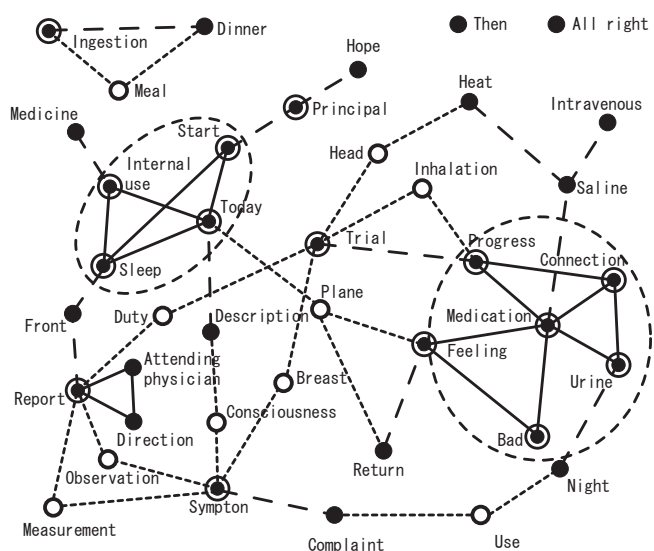 Ingestion
Dinner
Then
All right
Hope
Meal
Heat
Medicine
Principal
Intravenous
Start
Head
Internal
use
Inhalation
Saline
Today
Trial
Progress
Connection
Sleep
Plane
Front
Duty
Description
Medication
Feeling
Attending
physician
Breast
Urine
Report
Consciousness
Direction
Bad
Observation
Return
Night
Sympton
Measurement
Complaint
Use